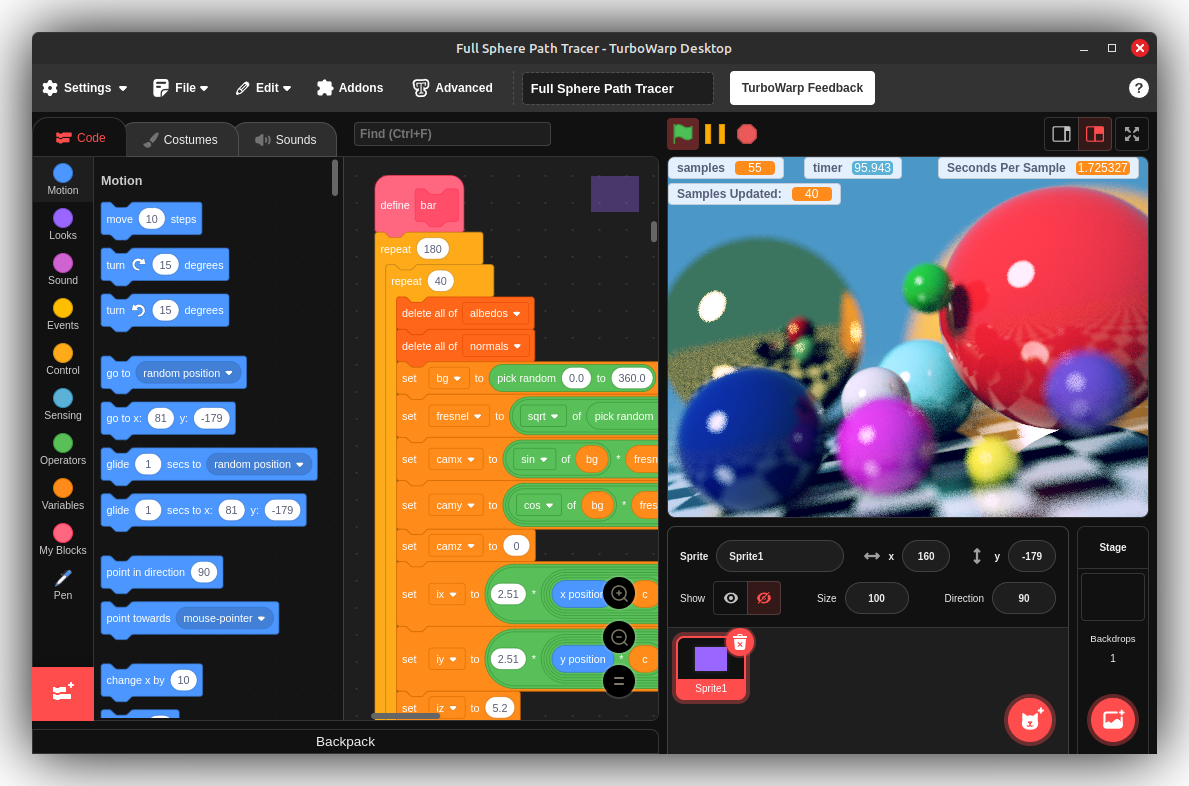 Full Sphere Path Tracer - TurboWarp Desktop
Settings File Edit Addons Advanced Full Sphere Path Tracer TurboWarp Feedback ?
Code Costumes Sounds Find (Ctrl+F)
Motion
Looks
Sound
Events
Control
Sensing
Operators
Variables
My Blocks
Pen
Motion
move 10 steps
turn 15 degrees
turn 15 degrees
go to random position
go to x: 81 y: -179
glide 1 secs to random position
glide 1 secs to x: 81 y: -179
point in direction 90
point towards mouse-pointer
change x by 10
define bar
repeat 180
repeat 40
delete all of albedos
delete all of normals
set bg to pick random 0.0 to 360.0
set fresnel to sqrt of pick random
set camx to sin of bg * fresn
set camy to cos of bg * fres
set camz to 0
set ix to 2.51 * x position c
set iy to 2.51 * y position * c
set iz to 5.2
Backpack
samples 55 timer 95.943 Seconds Per Sample 1.725327
Samples Updated: 40
Sprite Sprite1 x 160 y -179
Show Size 100 Direction 90
Sprite1
Stage
Backdrops
1